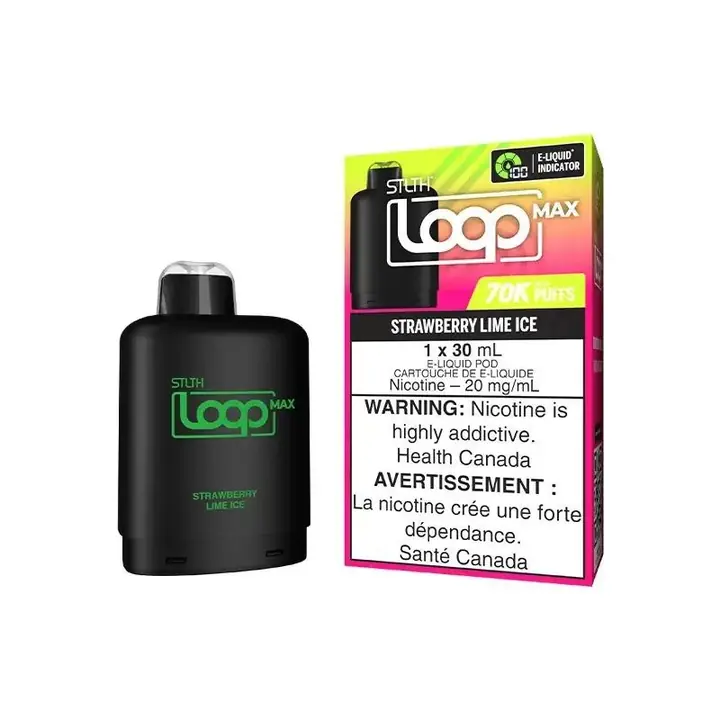 STLTH
LOOP MAX
STRAWBERRY
LIME ICE
100
E-LIQUID*
INDICATOR
STLTH
LOOP MAX
70K PUFFS
STRAWBERRY LIME ICE
1 x 30 mL
E-LIQUID POD
CARTOUCHE DE E-LIQUIDE
Nicotine – 20 mg/mL
WARNING: Nicotine is
highly addictive.
Health Canada
AVERTISSEMENT :
La nicotine crée une forte
dépendance.
Santé Canada